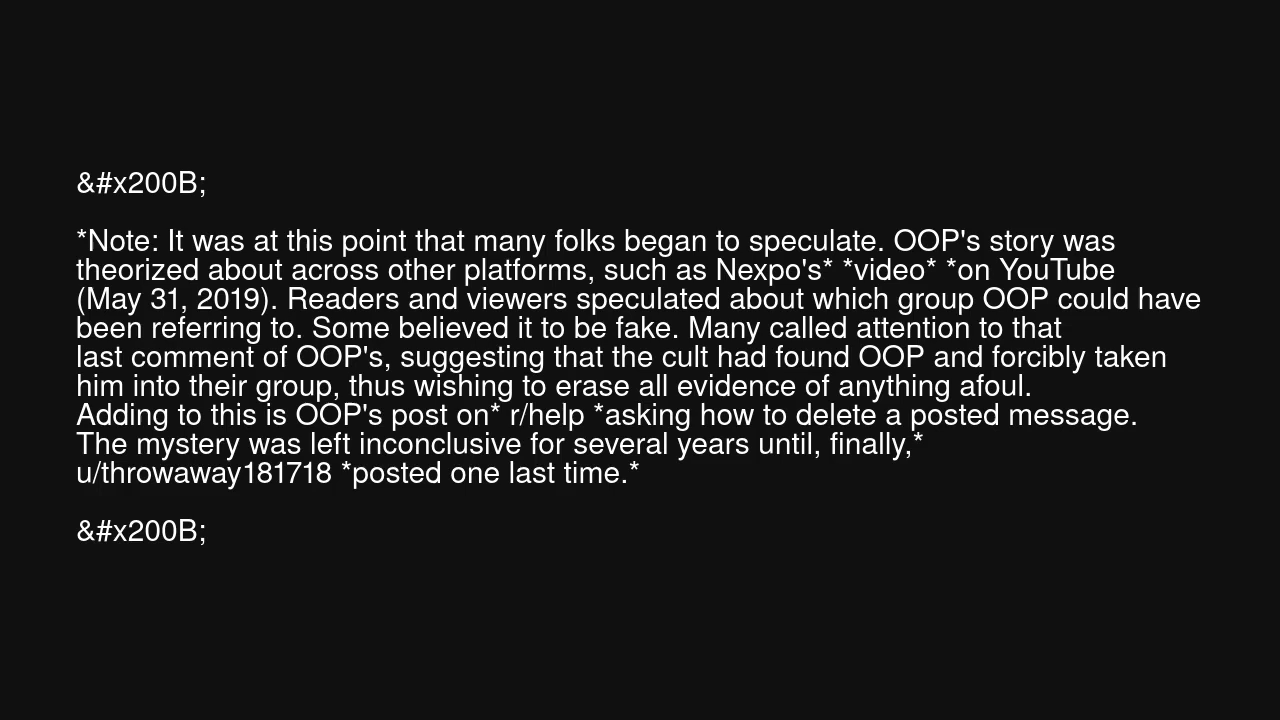 &#x200B;
*Note: It was at this point that many folks began to speculate. OOP's story was
theorized about across other platforms, such as Nexpo's* *video* *on YouTube
(May 31, 2019). Readers and viewers speculated about which group OOP could have
been referring to. Some believed it to be fake. Many called attention to that
last comment of OOP's, suggesting that the cult had found OOP and forcibly taken
him into their group, thus wishing to erase all evidence of anything afoul.
Adding to this is OOP's post on* r/help *asking how to delete a posted message.
The mystery was left inconclusive for several years until, finally,*
u/throwaway181718 *posted one last time.*
&#x200B;